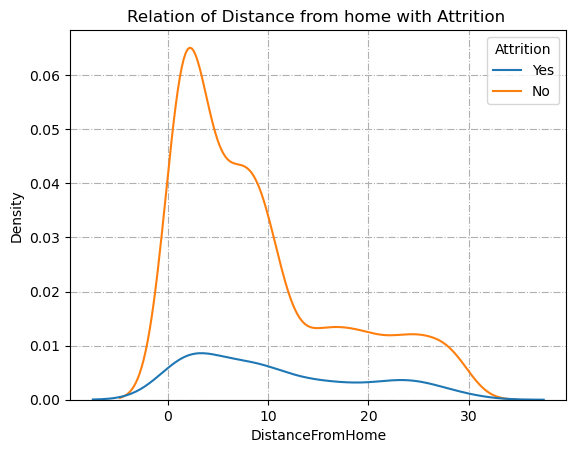 Relation of Distance from home with Attrition
Attrition
Yes
No
0.06
0.05
0.04
0.03
0.02
0.01
0.00
Density
0
10
20
30
DistanceFromHome